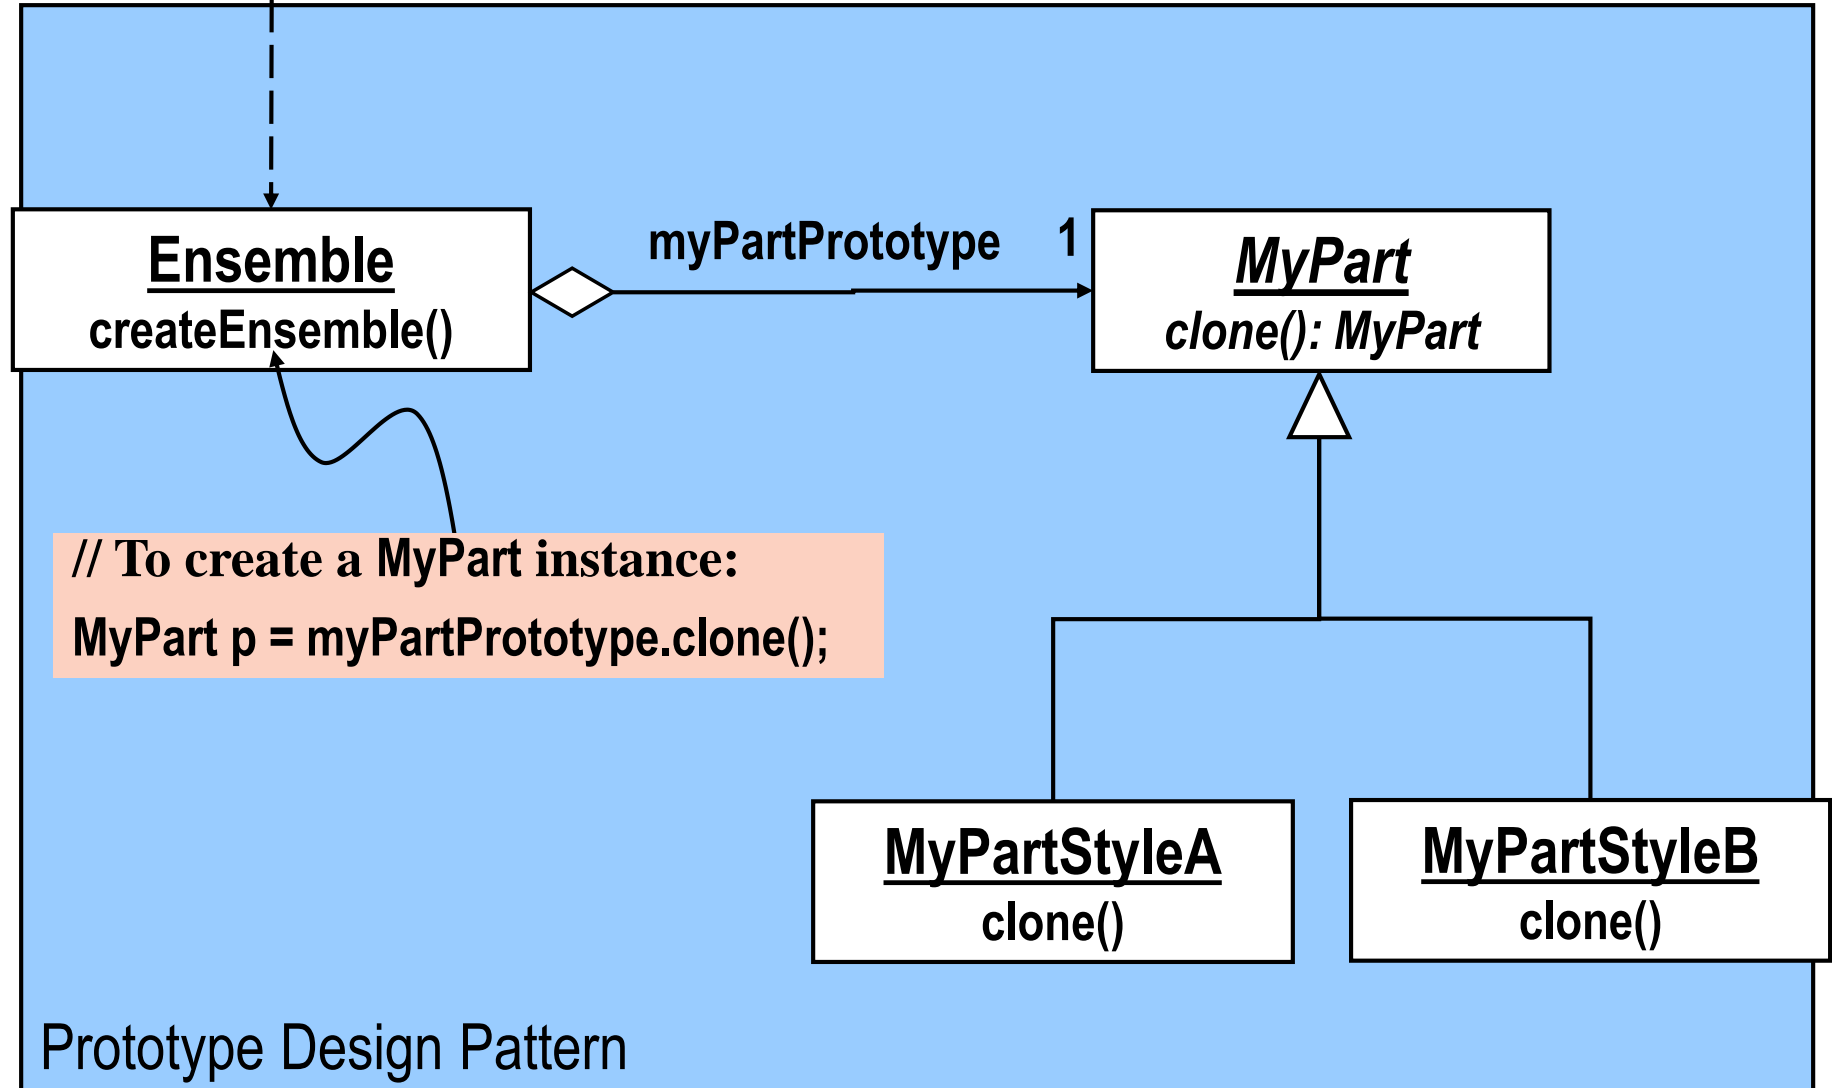 Ensemble
createEnsemble()
myPartPrototype 1
MyPart
clone(): MyPart
// To create a MyPart instance:
MyPart p = myPartPrototype.clone();
MyPartStyleA
clone()
MyPartStyleB
clone()
Prototype Design Pattern